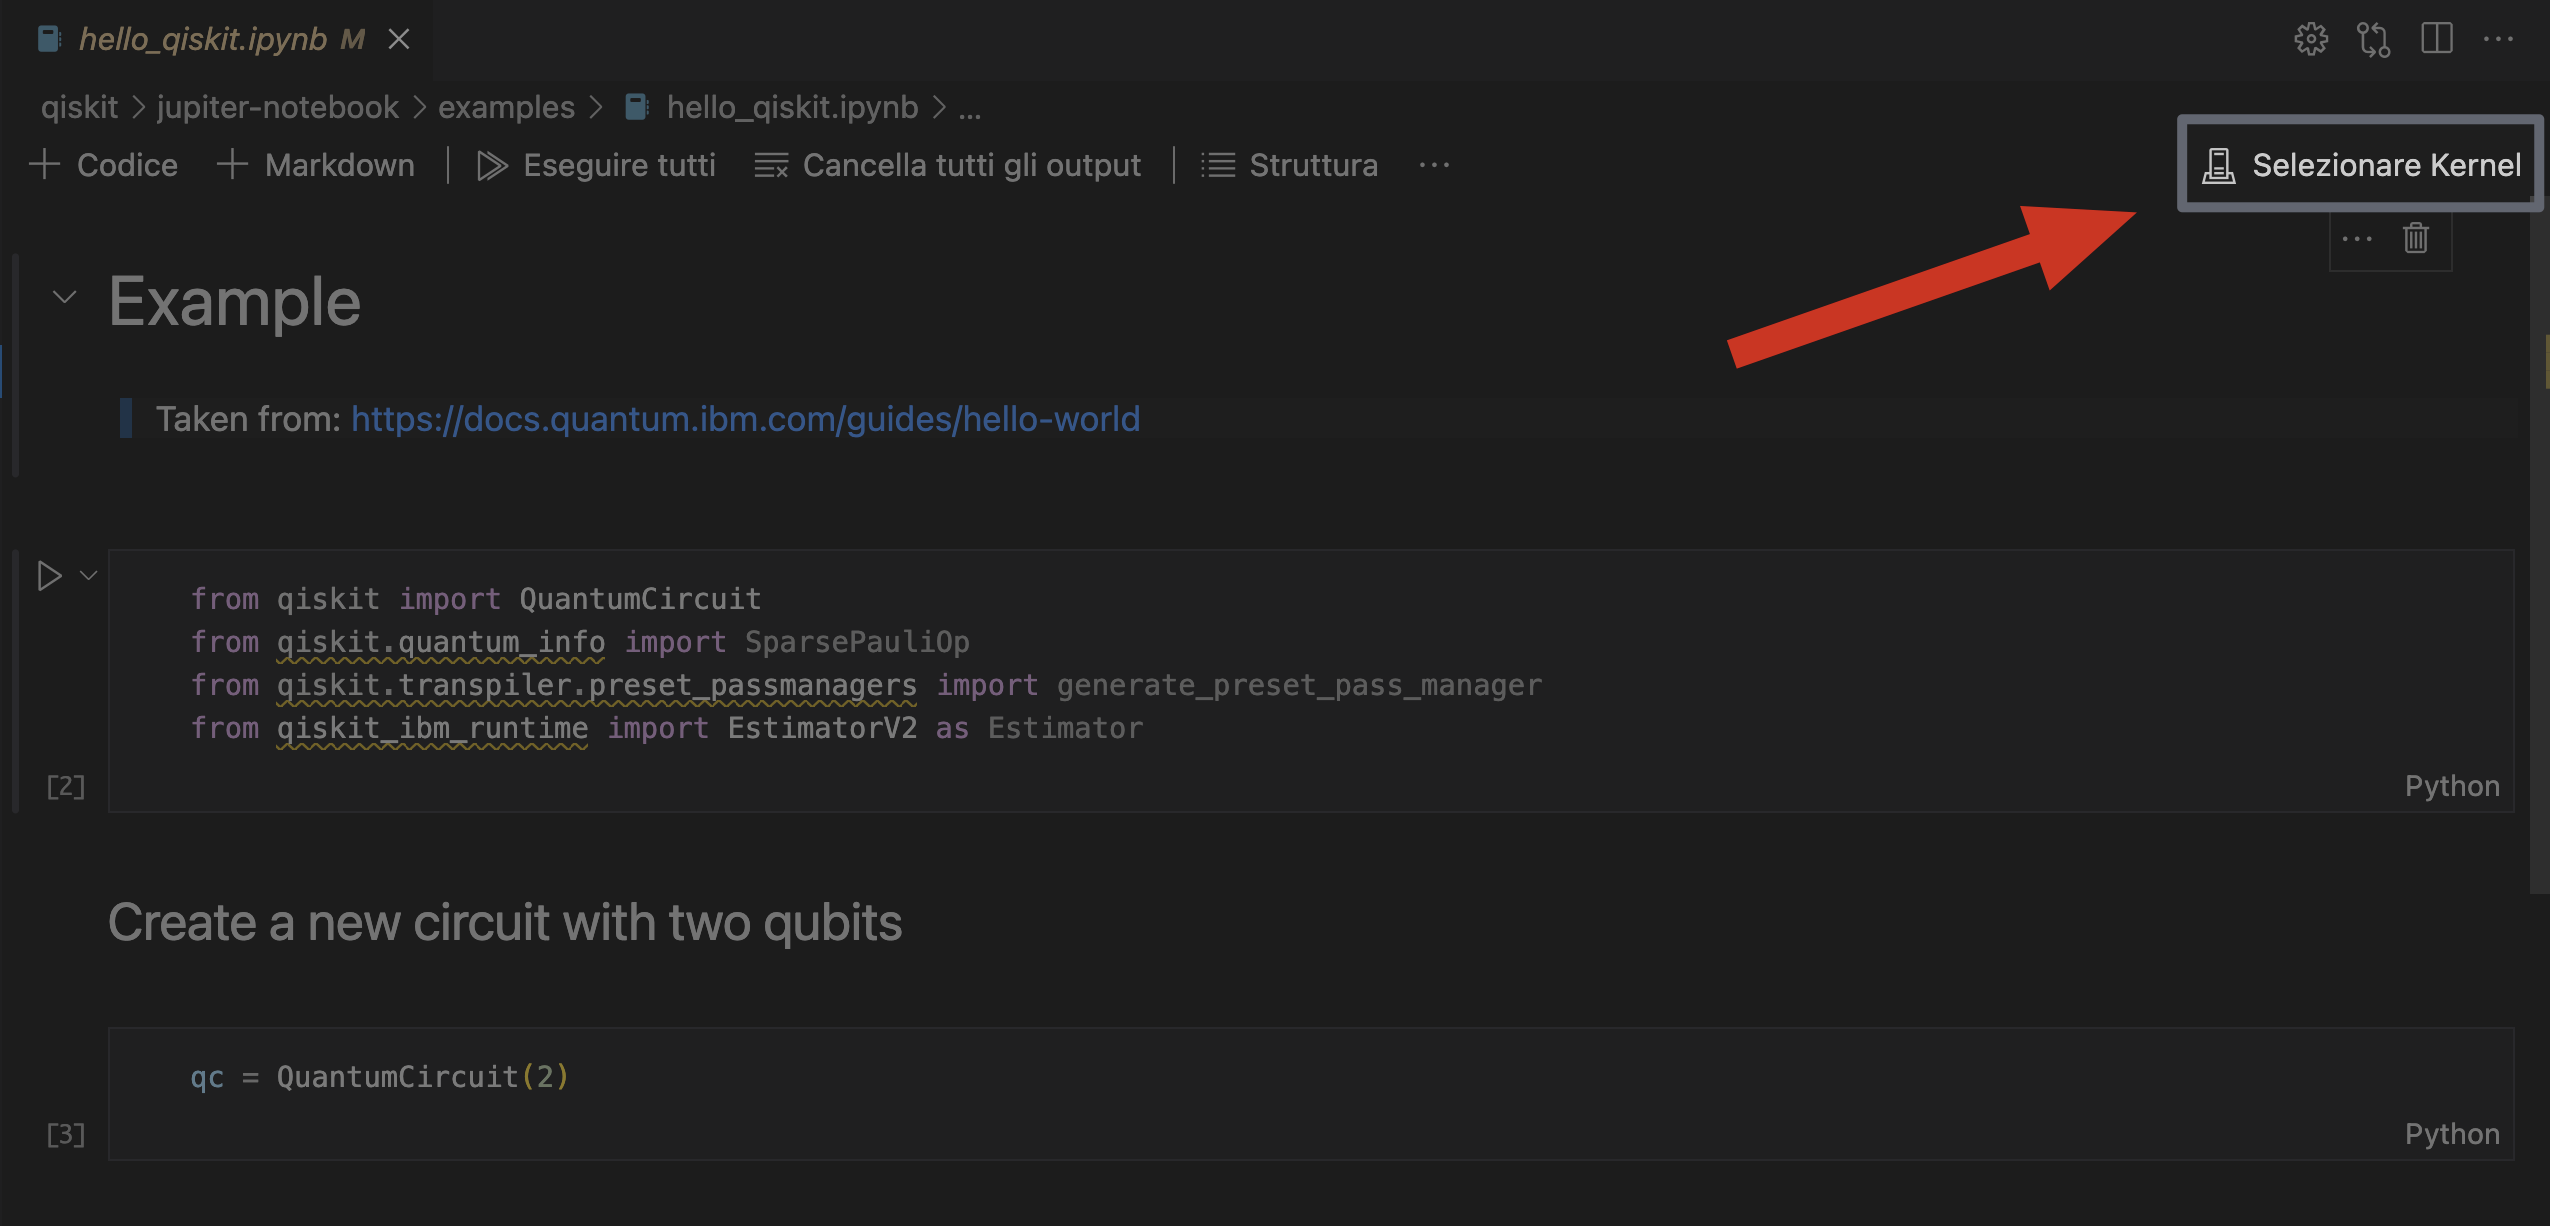 hello_qiskit.ipynb M
qiskit > jupiter-notebook > examples > hello_qiskit.ipynb > ...
Codice Markdown Eseguire tutti Cancella tutti gli output Struttura ... Selezionare Kernel
Example
Taken from: https://docs.quantum.ibm.com/guides/hello-world
from qiskit import QuantumCircuit
from qiskit.quantum_info import SparsePauliOp
from qiskit.transpiler.preset_passmanagers import generate_preset_pass_manager
from qiskit_ibm_runtime import EstimatorV2 as Estimator
[2] Python
Create a new circuit with two qubits
qc = QuantumCircuit(2)
[3] Python